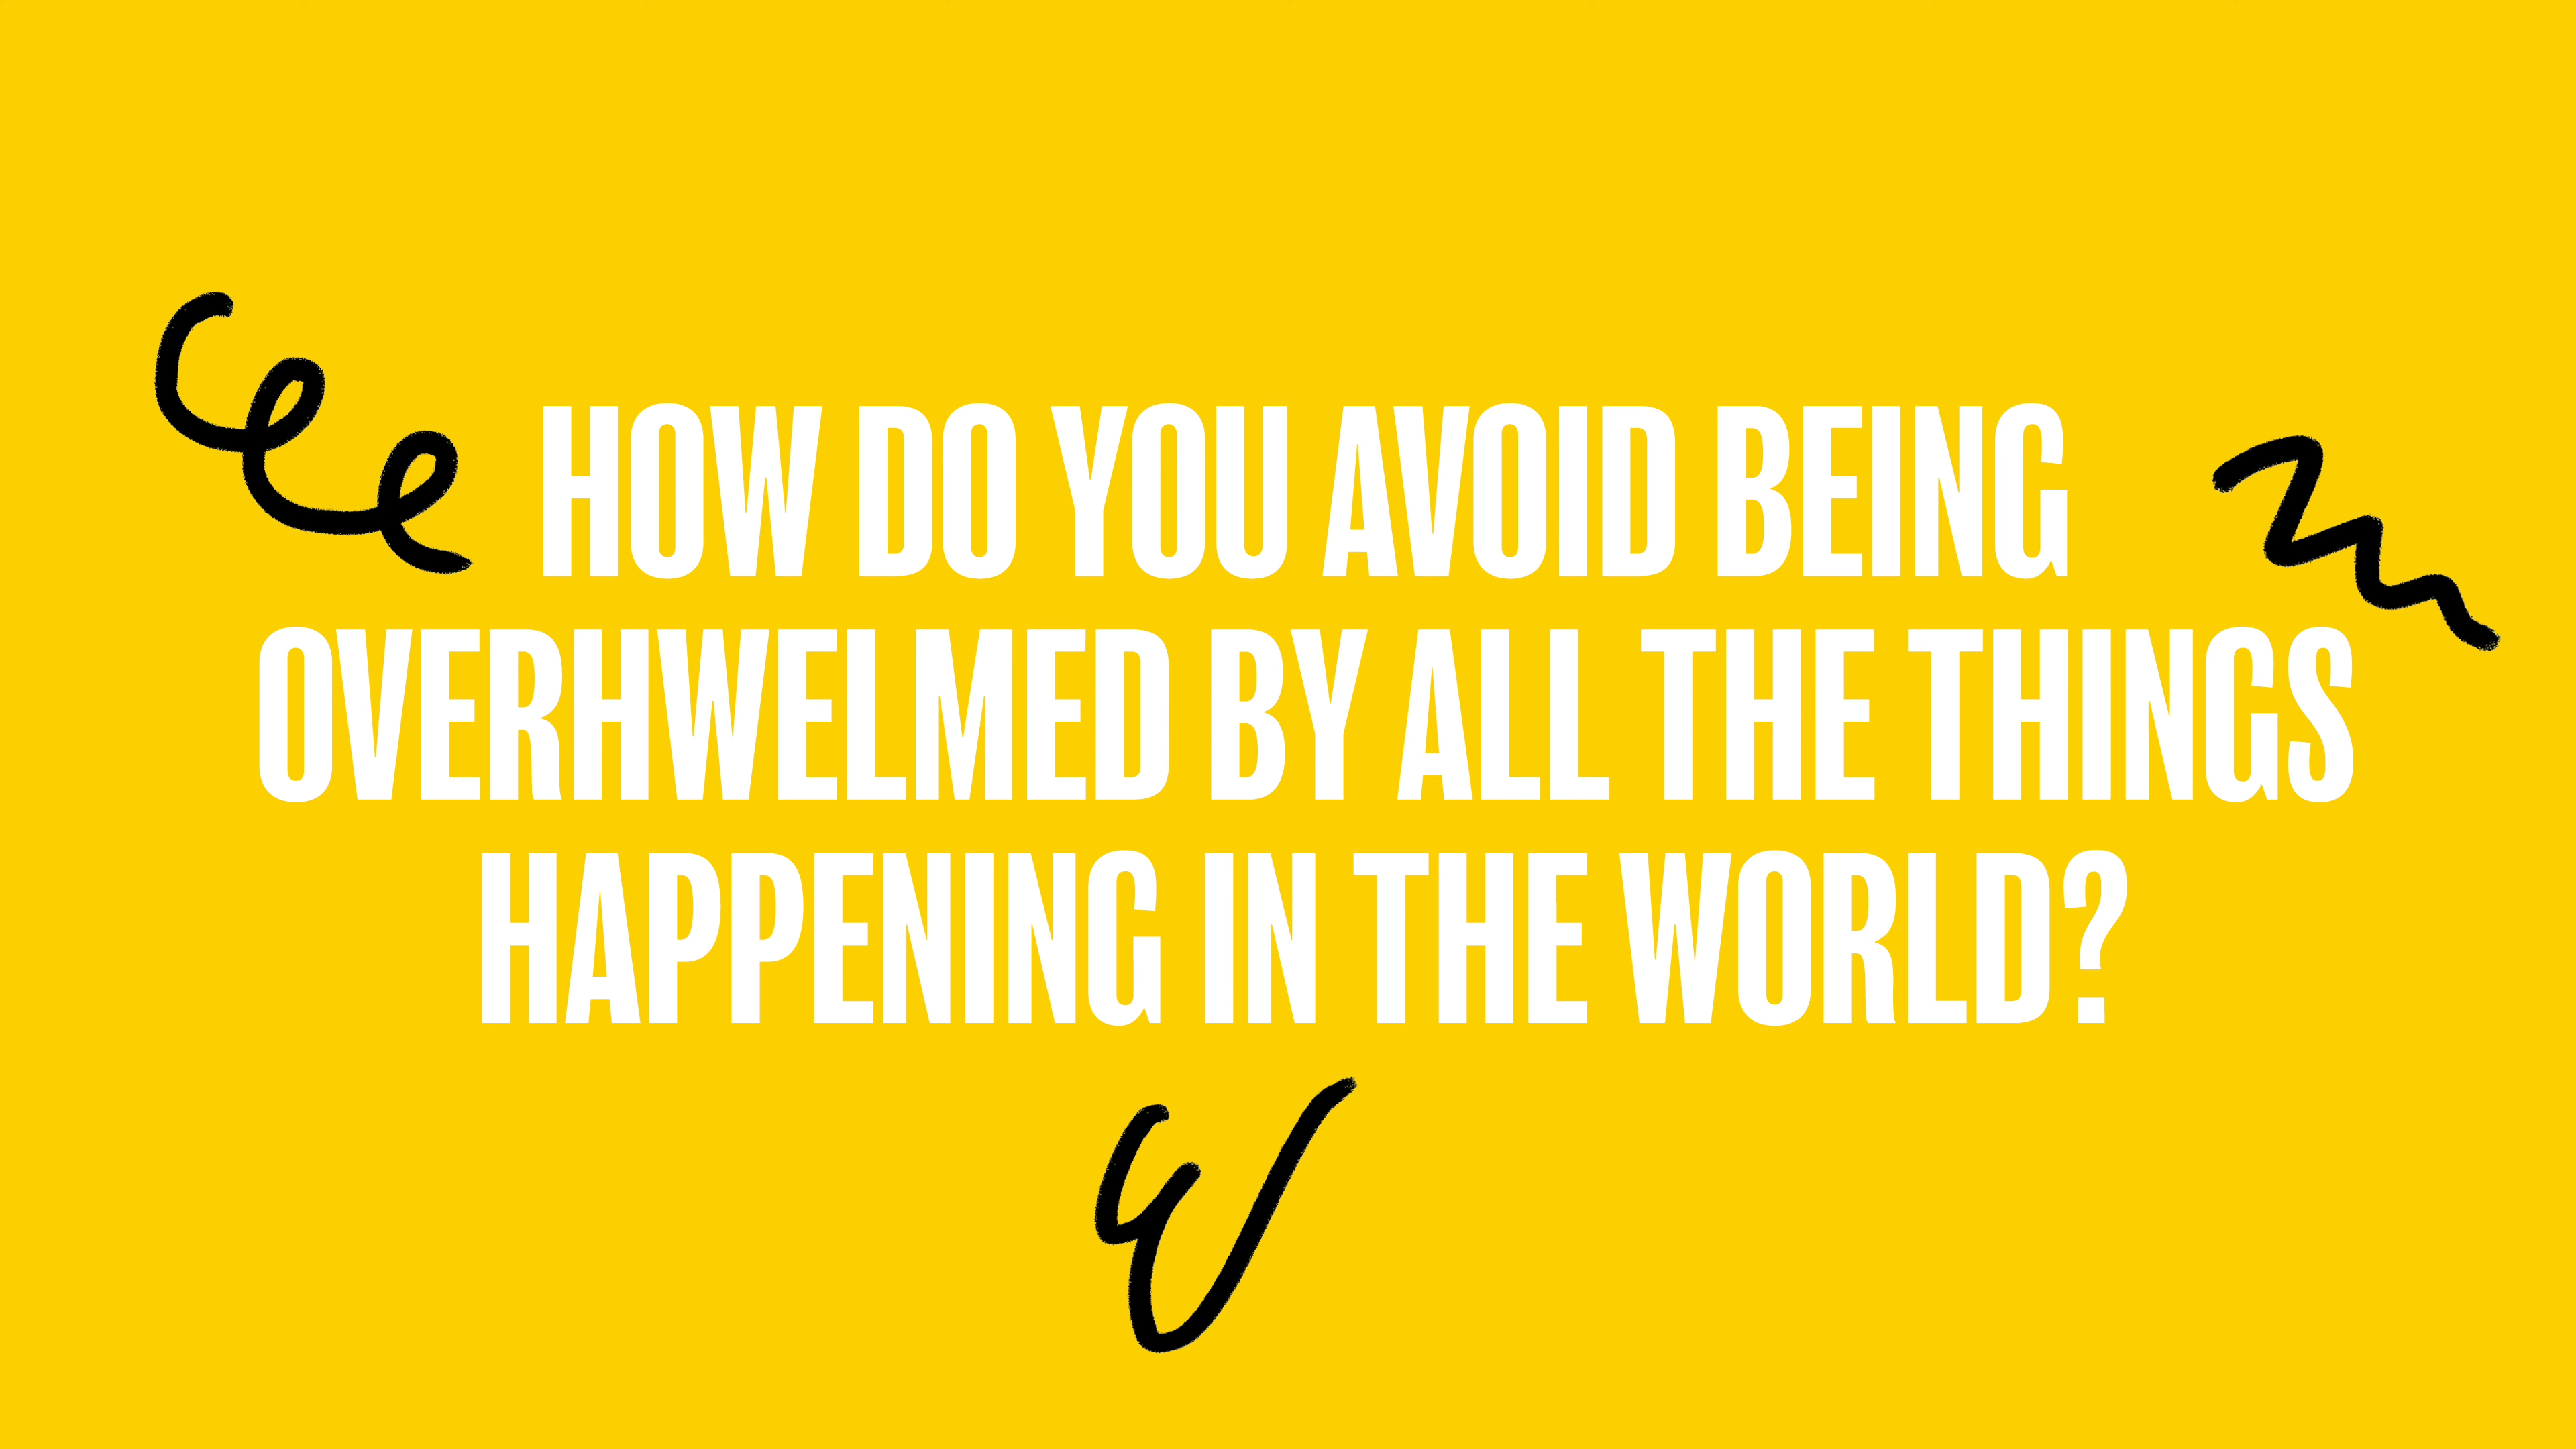 HOW DO YOU AVOID BEING
OVERHWELMED BY ALL THE THINGS
HAPPENING IN THE WORLD?